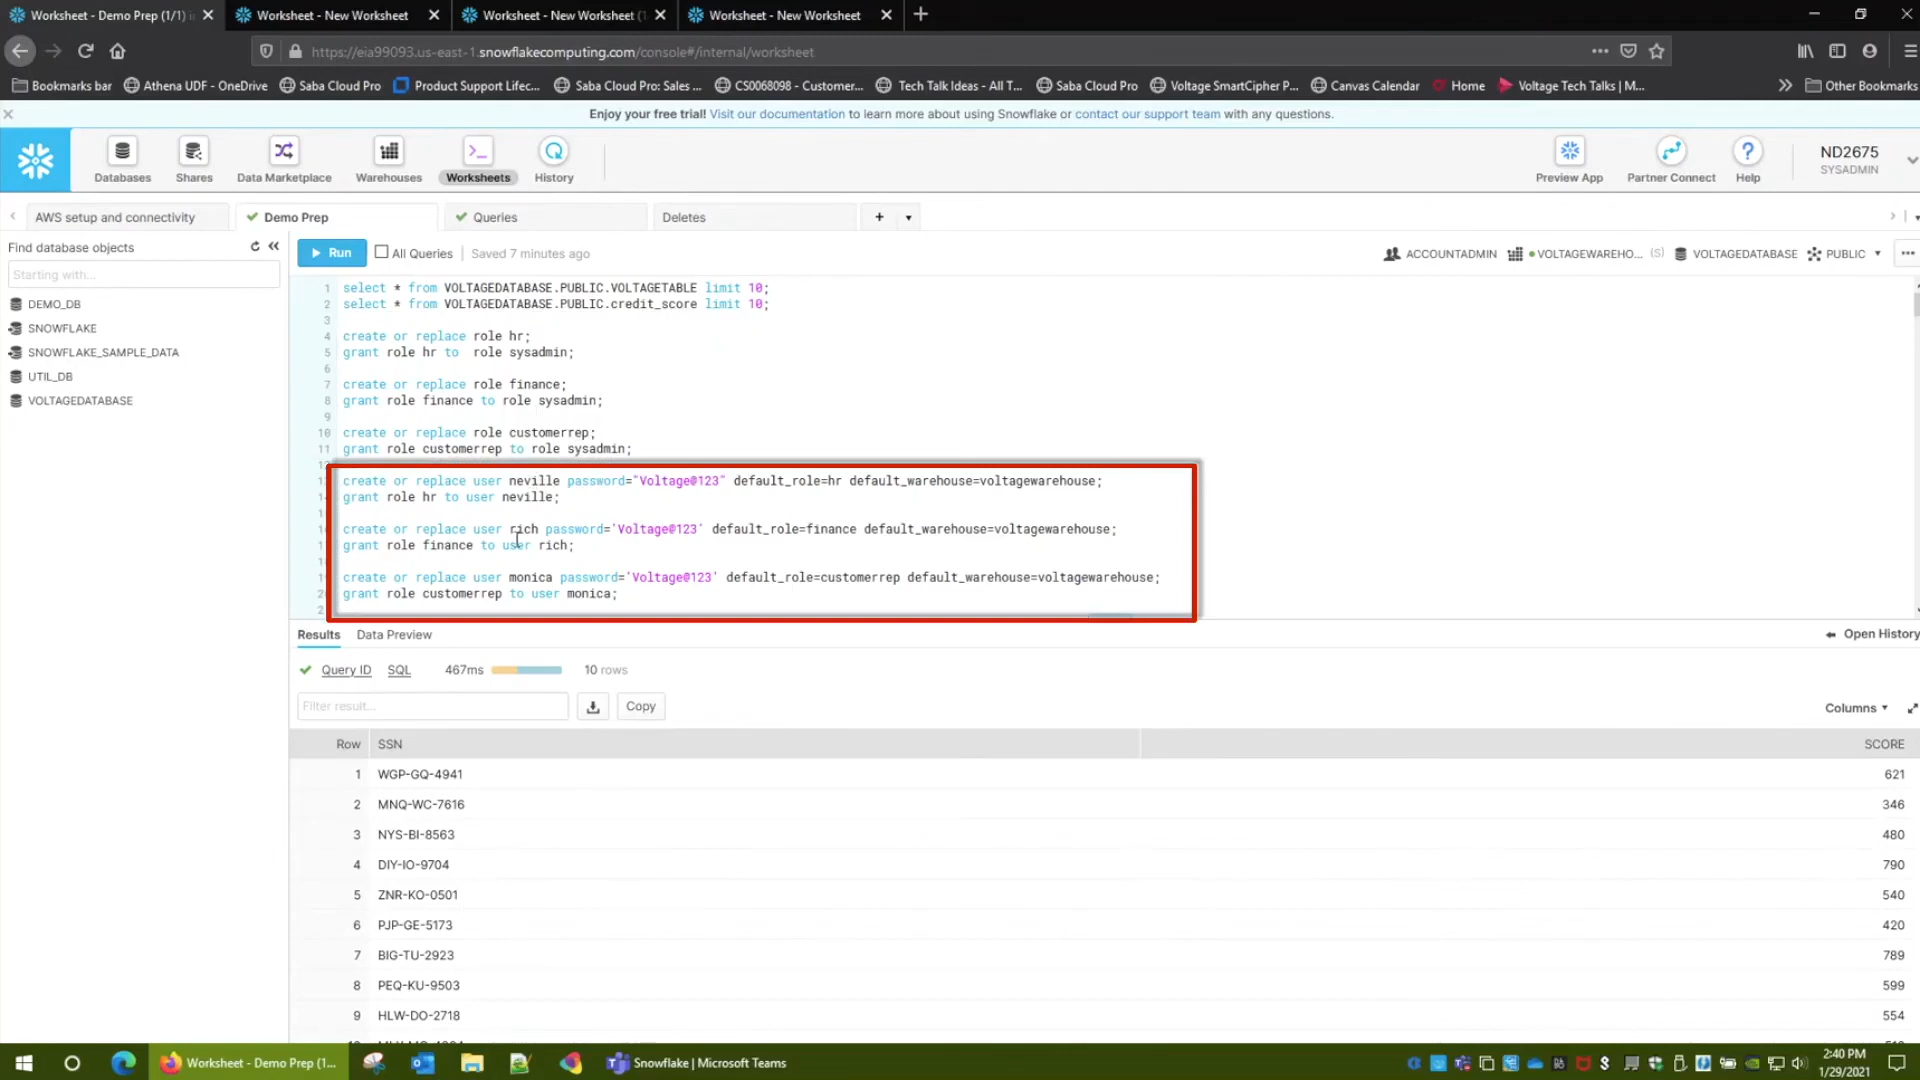 Worksheet - Demo Prep (1/1) i
Worksheet - New Worksheet
Worksheet - New Worksheet (1
Worksheet - New Worksheet
https://eia99093.us-east-1.snowflakecomputing.com/console#/internal/worksheet
Bookmarks bar
Athena UDF - OneDrive
Saba Cloud Pro
Product Support Lifec...
Saba Cloud Pro: Sales ...
CS0068098 - Customer...
Tech Talk Ideas - All T...
Saba Cloud Pro
Voltage SmartCipher P...
Canvas Calendar
Home
Voltage Tech Talks | M...
Other Bookmarks
Enjoy your free trial! Visit our documentation to learn more about using Snowflake or contact our support team with any questions.
Databases
Shares
Data Marketplace
Warehouses
Worksheets
History
Preview App
Partner Connect
Help
ND2675
SYSADMIN
AWS setup and connectivity
Demo Prep
Queries
Deletes
Find database objects
Starting with...
DEMO_DB
SNOWFLAKE
SNOWFLAKE_SAMPLE_DATA
UTIL_DB
VOLTAGEDATABASE
Run
All Queries
Saved 7 minutes ago
ACCOUNTADMIN
VOLTAGEWAREHO... (S)
VOLTAGEDATABASE
PUBLIC
1 select * from VOLTAGEDATABASE.PUBLIC.VOLTAGETABLE limit 10;
2 select * from VOLTAGEDATABASE.PUBLIC.credit_score limit 10;
3
4 create or replace role hr;
5 grant role hr to  role sysadmin;
6
7 create or replace role finance;
8 grant role finance to role sysadmin;
9
10 create or replace role customerrep;
11 grant role customerrep to role sysadmin;
create or replace user neville password="Voltage@123" default_role=hr default_warehouse=voltagewarehouse;
grant role hr to user neville;
create or replace user rich password='Voltage@123' default_role=finance default_warehouse=voltagewarehouse;
grant role finance to user rich;
create or replace user monica password='Voltage@123' default_role=customerrep default_warehouse=voltagewarehouse;
grant role customerrep to user monica;
Results
Data Preview
Open History
Query ID
SQL
467ms
10 rows
Filter result...
Copy
Columns
Row SSN SCORE
1 WGP-GQ-4941 621
2 MNQ-WC-7616 346
3 NYS-BI-8563 480
4 DIY-IO-9704 790
5 ZNR-KO-0501 540
6 PJP-GE-5173 420
7 BIG-TU-2923 789
8 PEQ-KU-9503 599
9 HLW-DO-2718 554
Worksheet - Demo Prep (1...
Snowflake | Microsoft Teams
2:40 PM
1/29/2021